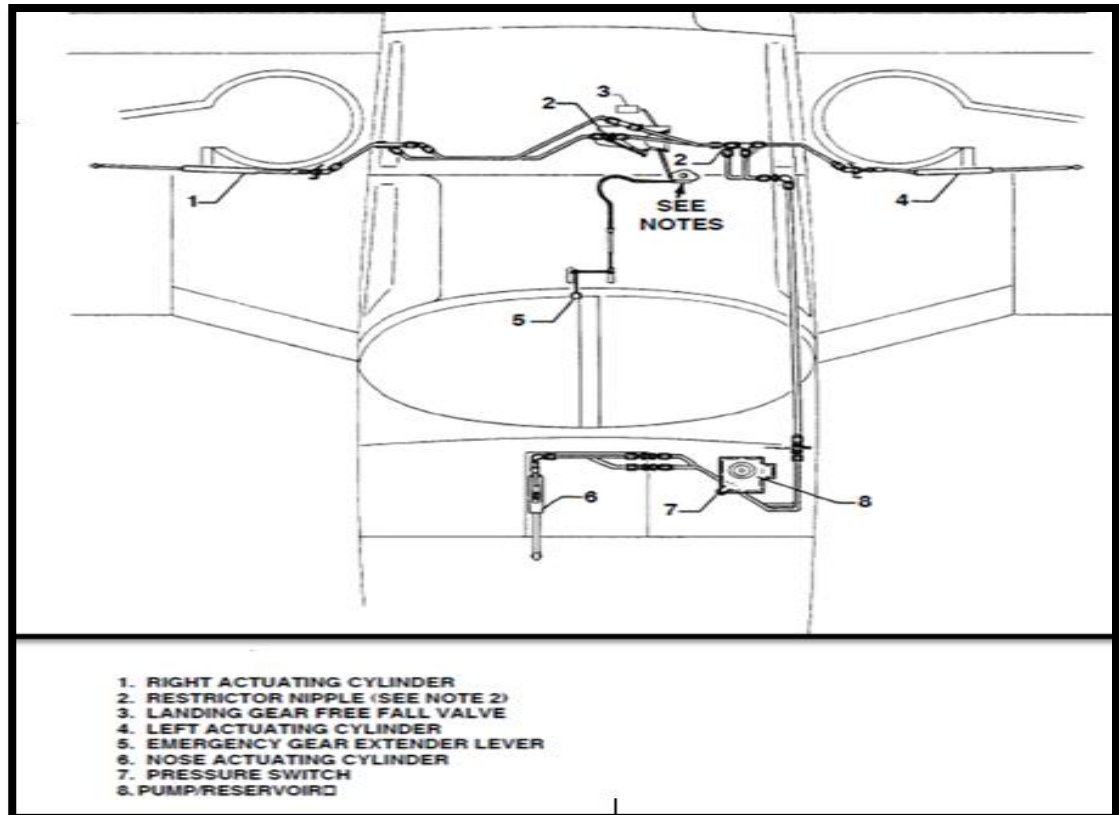 3
2
2
1
4
SEE
NOTES
5
6
7
8
1. RIGHT ACTUATING CYLINDER
2. RESTRICTOR NIPPLE (SEE NOTE 2)
3. LANDING GEAR FREE FALL VALVE
4. LEFT ACTUATING CYLINDER
5. EMERGENCY GEAR EXTENDER LEVER
6. NOSE ACTUATING CYLINDER
7. PRESSURE SWITCH
8. PUMP/RESERVOIR□